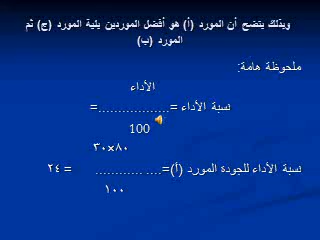 وبذلك يتضح أن المورد (أ) هو أفضل الموردين يلية المورد (ج) ثم
المورد (ب)
ملحوظة هامة:
الأداء
نسبة الأداء =..................=
100
٣٠×٨٠
نسبة الأداء للجودة المورد (أ)=.... ............ = ٢٤
١٠٠